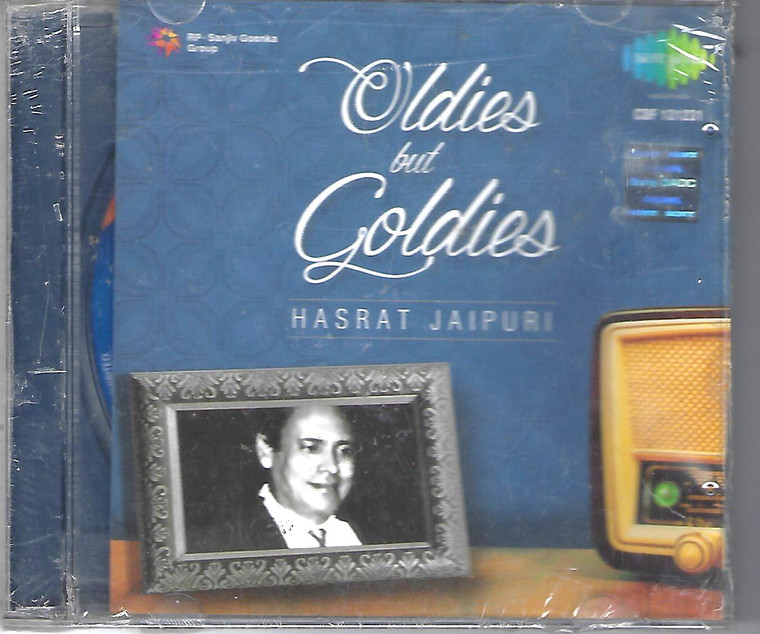 RP-Sanjiv Goenka
Group
Oldies
but
Goldies
HASRAT JAIPURI